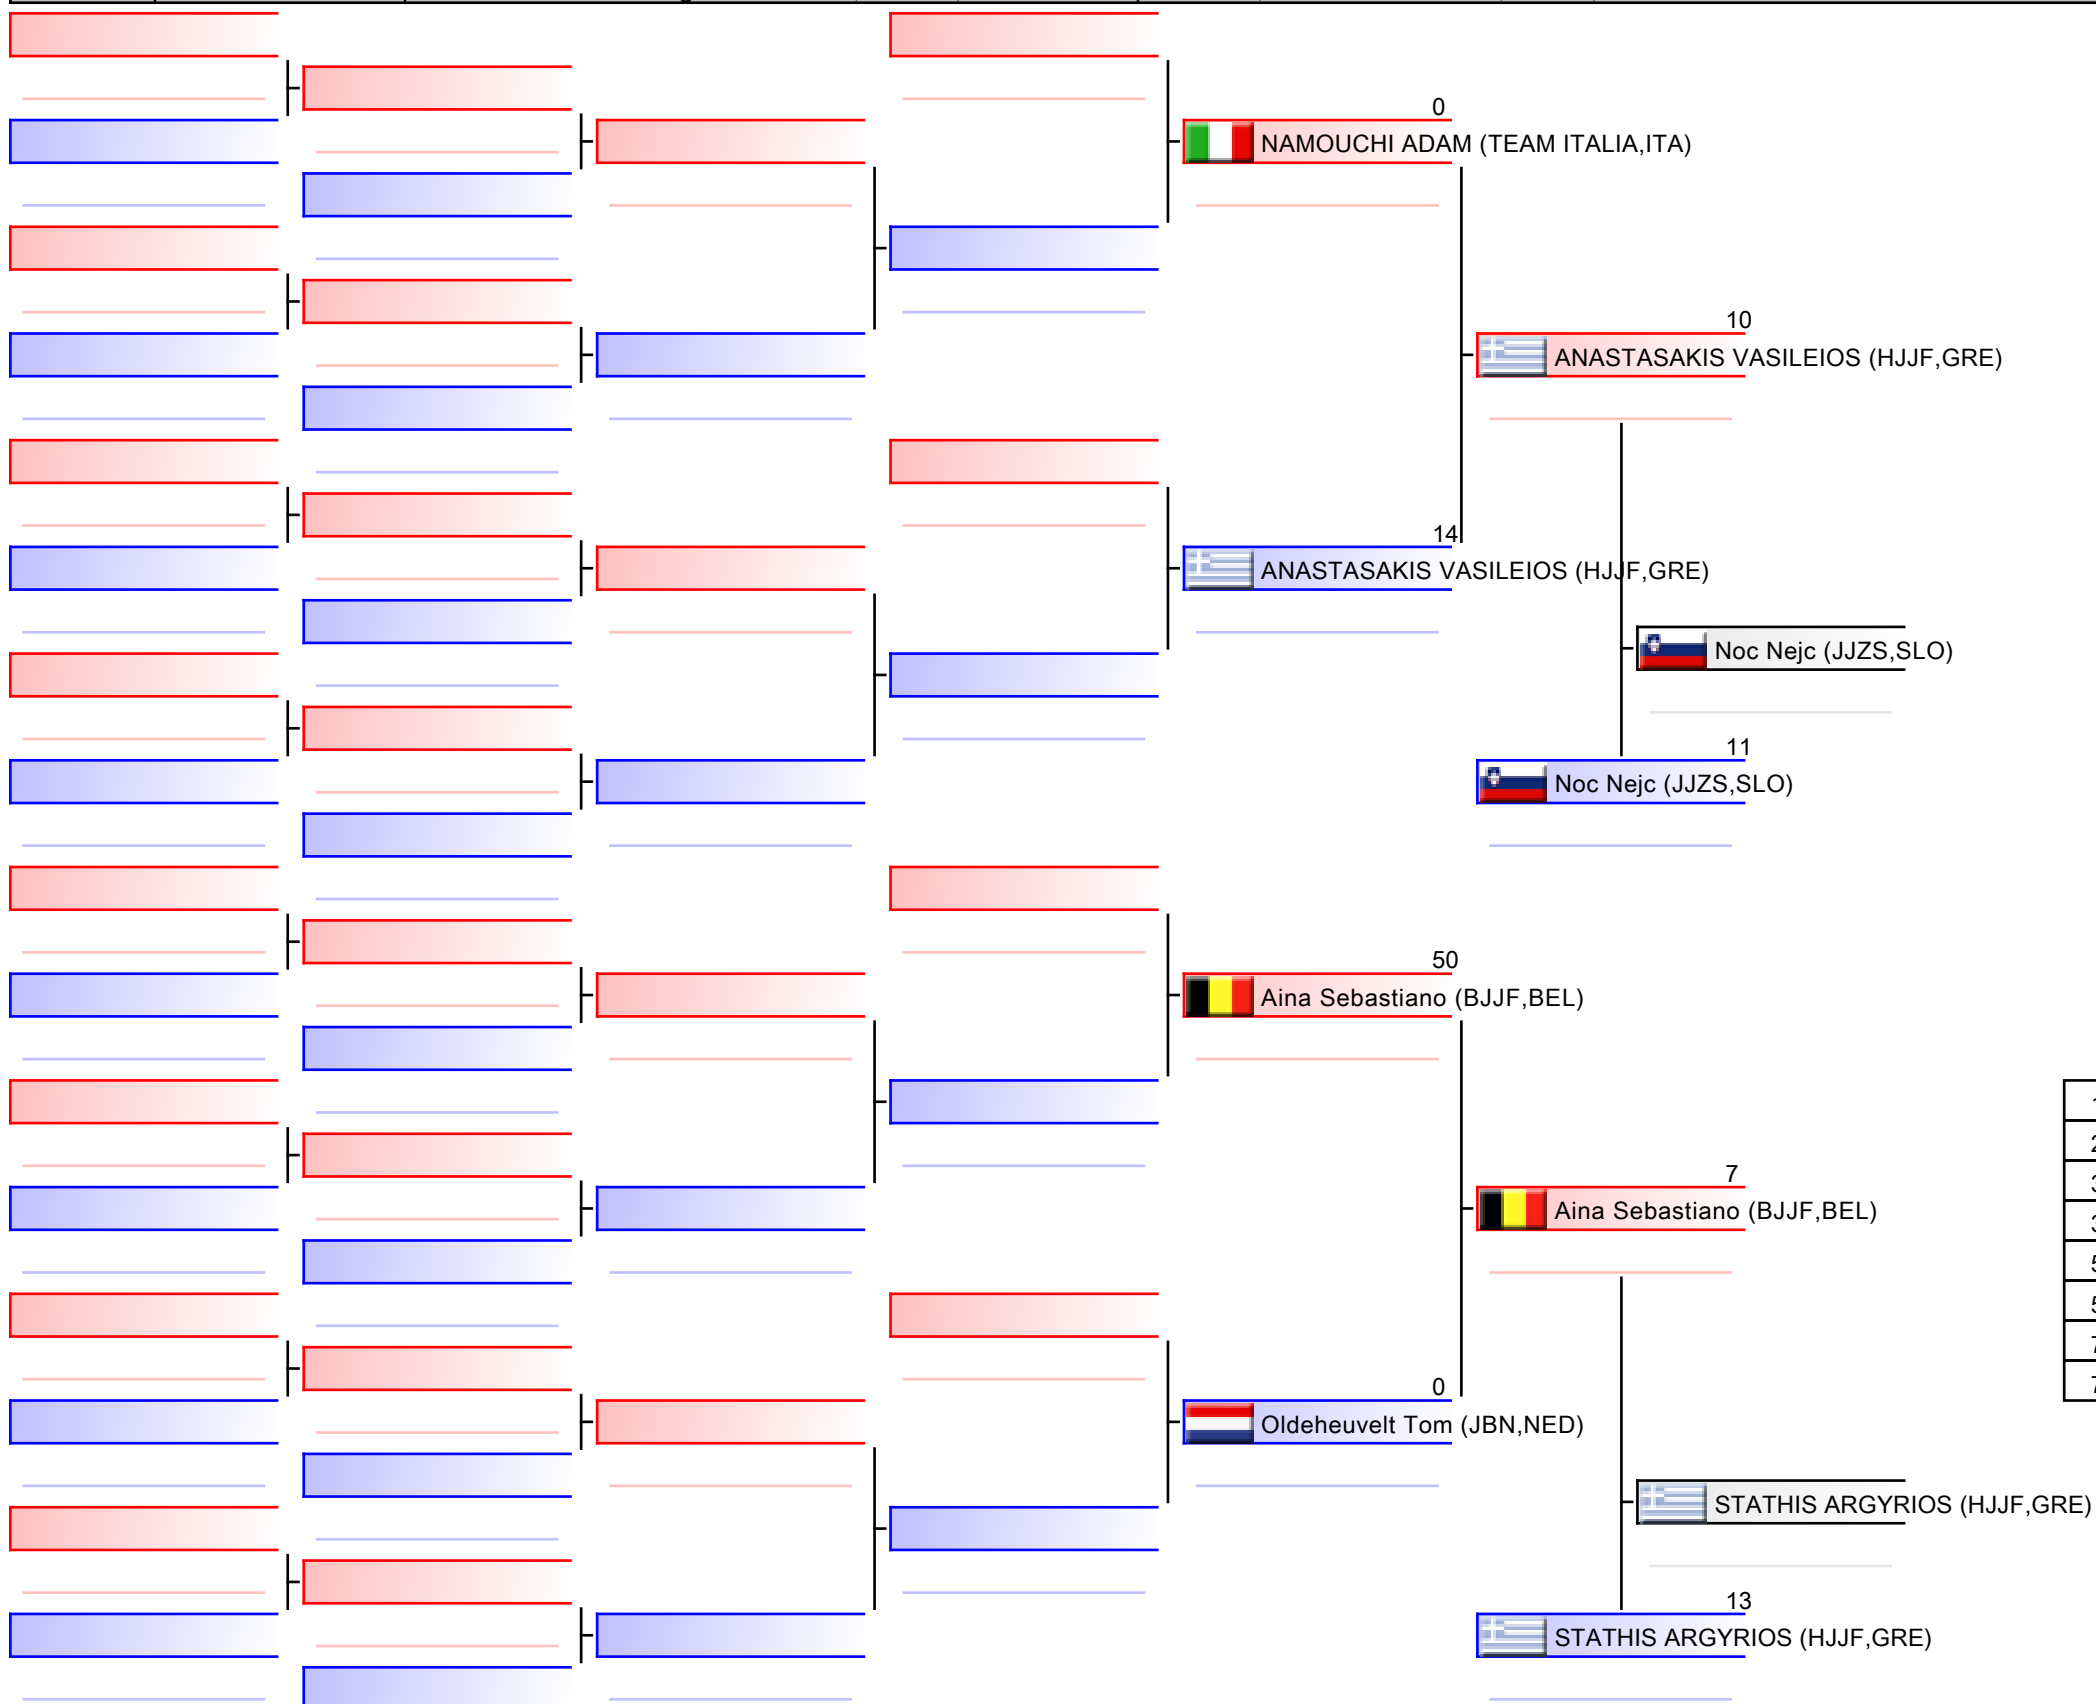 0
NAMOUCHI ADAM (TEAM ITALIA,ITA)
10
ANASTASAKIS VASILEIOS (HJJF,GRE)
14
ANASTASAKIS VASILEIOS (HJJF,GRE)
Noc Nejc (JJZS,SLO)
11
Noc Nejc (JJZS,SLO)
50
Aina Sebastiano (BJJF,BEL)
7
Aina Sebastiano (BJJF,BEL)
0
Oldeheuvelt Tom (JBN,NED)
STATHIS ARGYRIOS (HJJF,GRE)
13
STATHIS ARGYRIOS (HJJF,GRE)